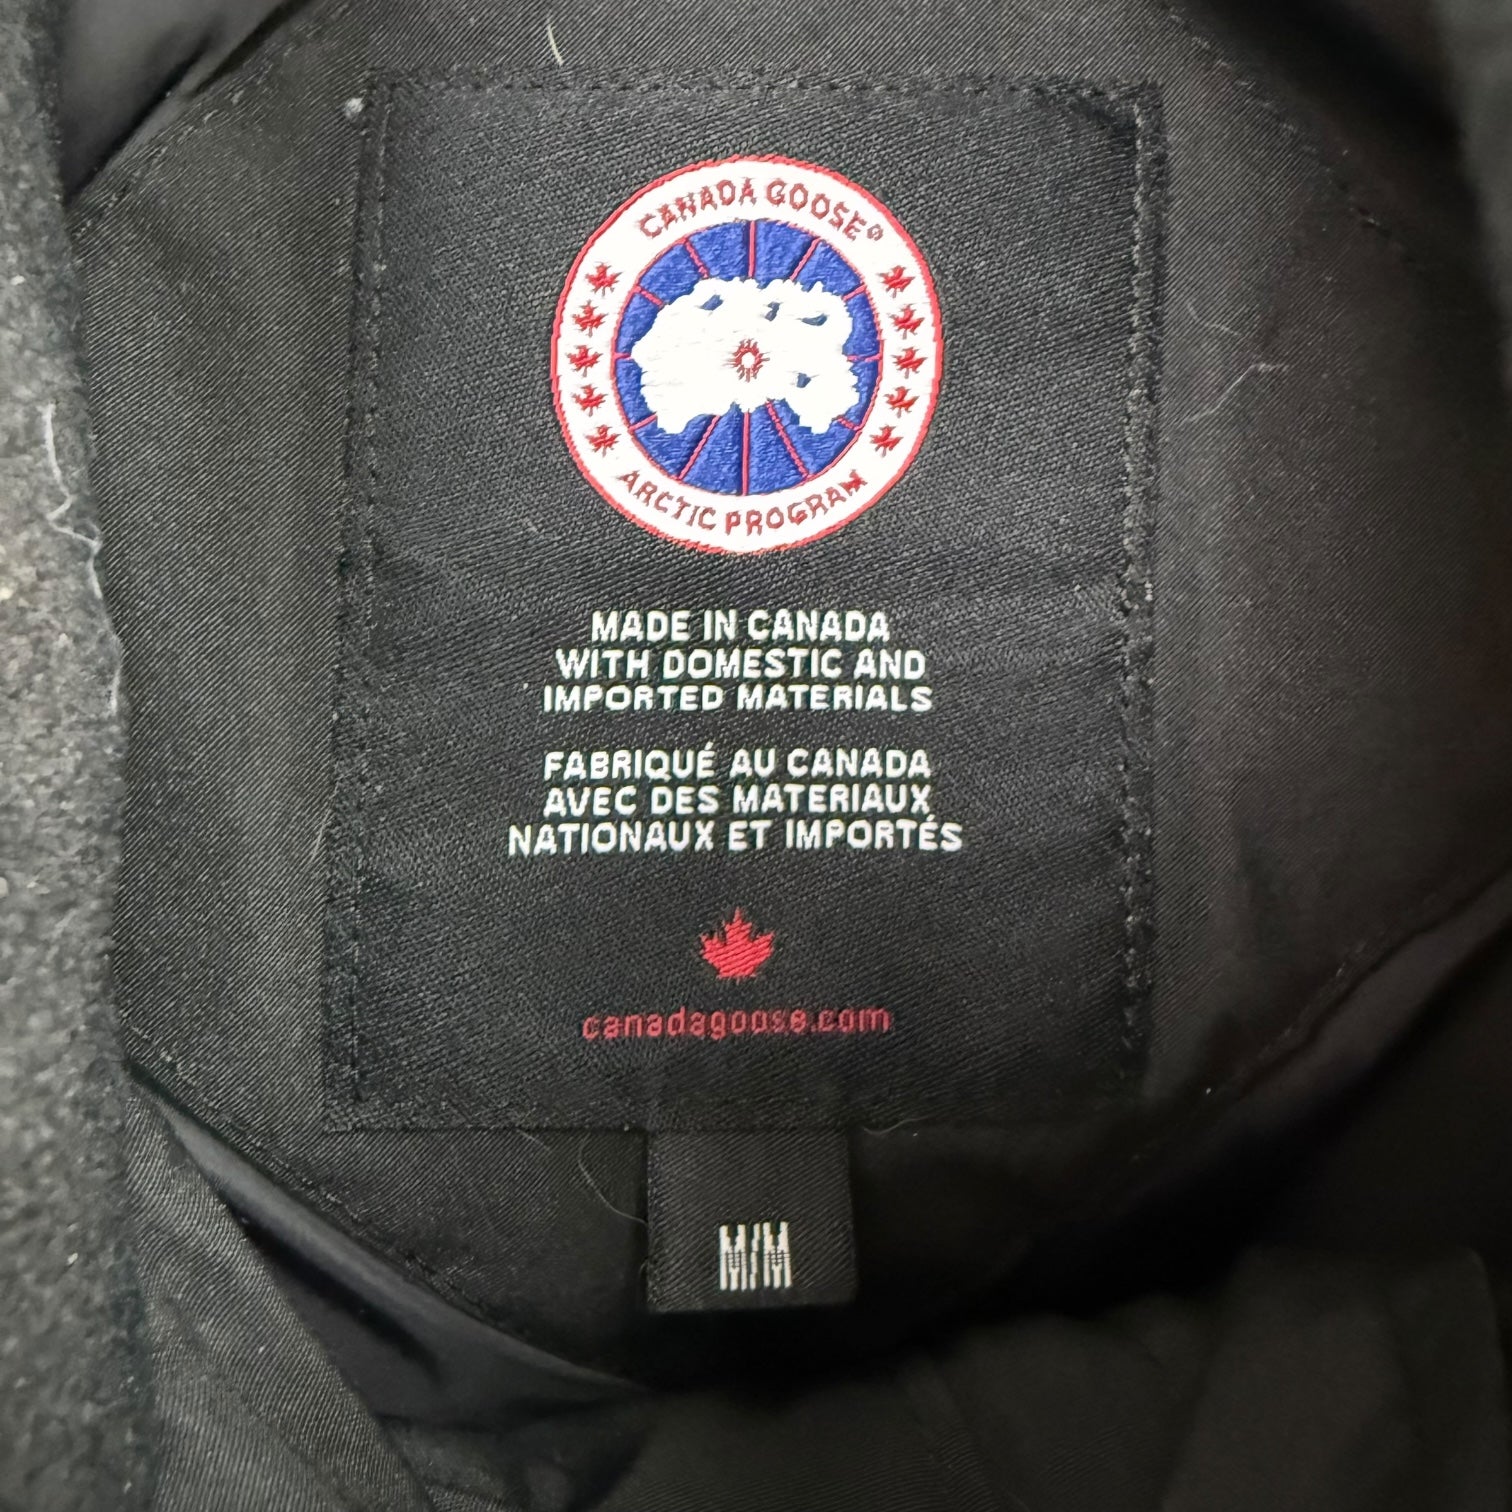 CANADA GOOSE®
ARCTIC PROGRAM
MADE IN CANADA
WITH DOMESTIC AND
IMPORTED MATERIALS
FABRIQUÉ AU CANADA
AVEC DES MATERIAUX
NATIONAUX ET IMPORTÉS
canadagoose.com
M/M